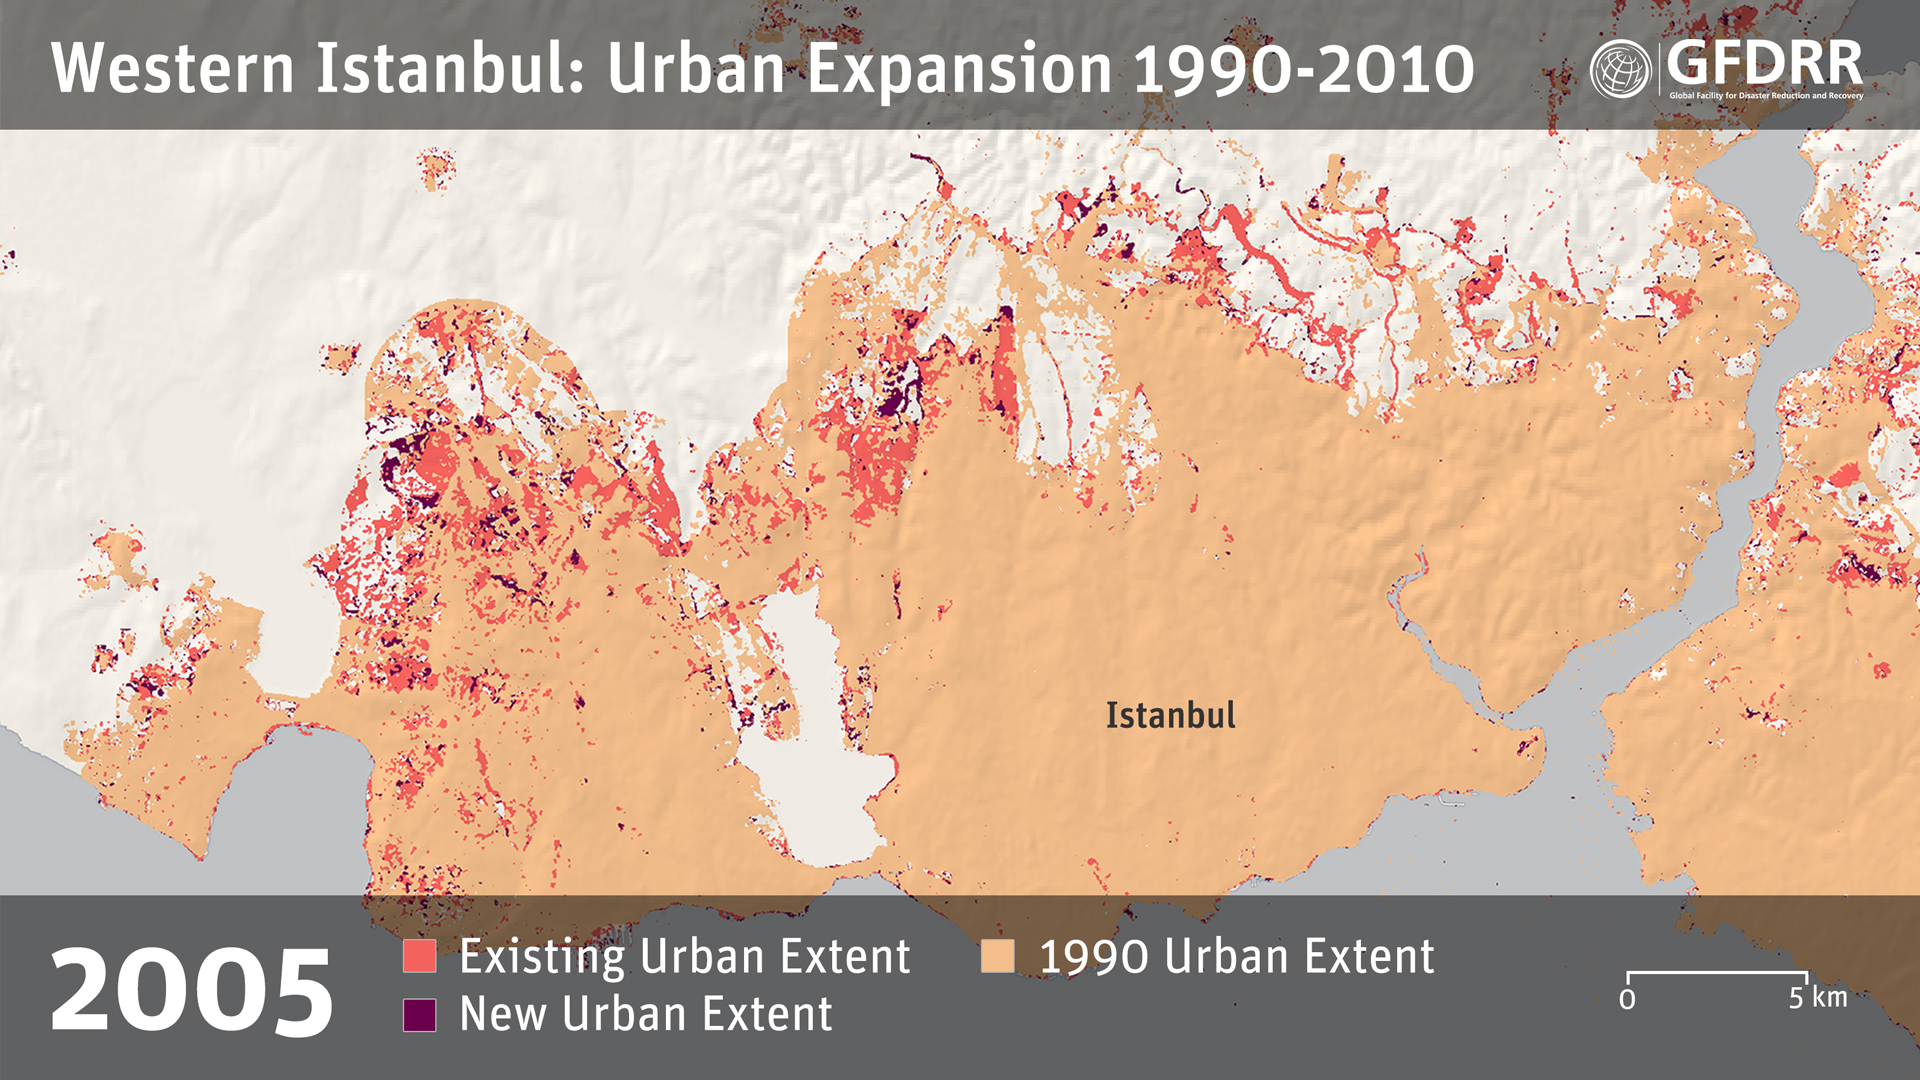 Western Istanbul: Urban Expansion 1990-2010
GFDRR
Global Facility for Disaster Reduction and Recovery
Istanbul
2005
Existing Urban Extent
1990 Urban Extent
New Urban Extent
0 5 km